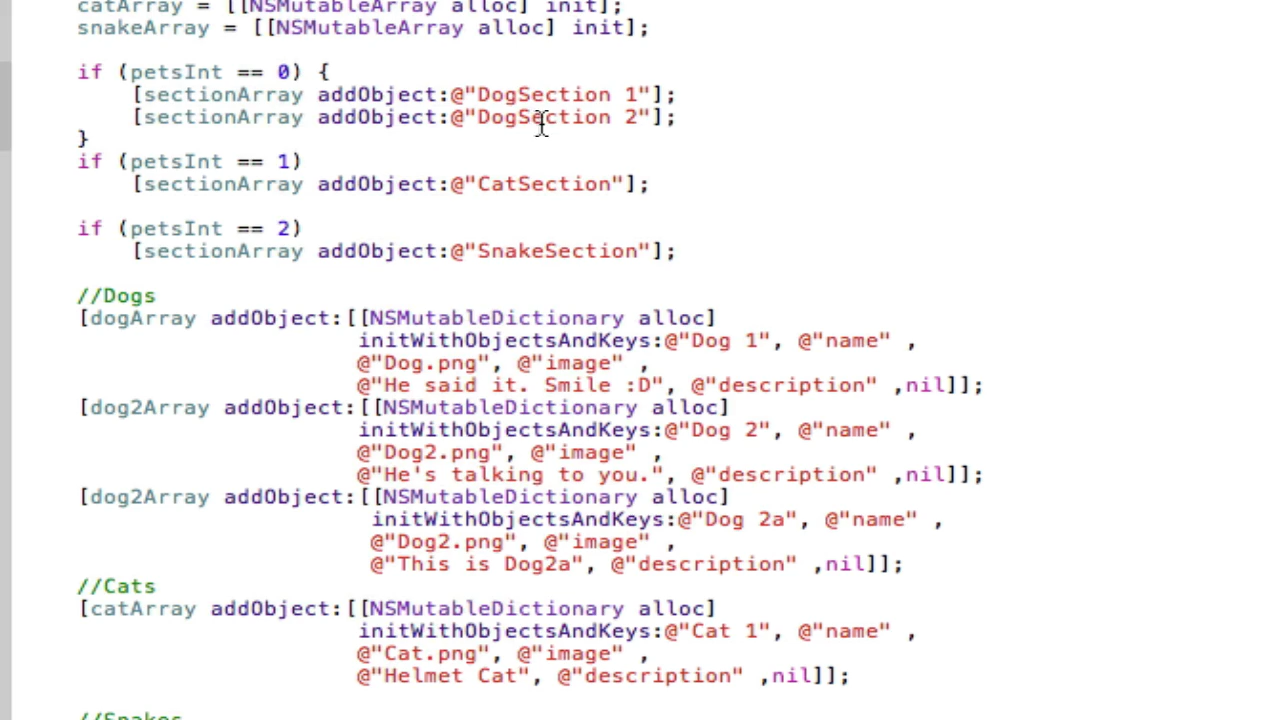 catArray = [[NSMutableArray alloc] init];
snakeArray = [[NSMutableArray alloc] init];
if (petsInt == 0) {
[sectionArray addObject:@"DogSection 1"];
[sectionArray addObject:@"DogSection 2"];
}
if (petsInt == 1)
[sectionArray addObject:@"CatSection"];
if (petsInt == 2)
[sectionArray addObject:@"SnakeSection"];
//Dogs
[dogArray addObject:[[NSMutableDictionary alloc]
initWithObjectsAndKeys:@"Dog 1", @"name" ,
@"Dog.png", @"image" ,
@"He said it. Smile :D", @"description" ,nil]];
[dog2Array addObject:[[NSMutableDictionary alloc]
initWithObjectsAndKeys:@"Dog 2", @"name" ,
@"Dog2.png", @"image" ,
@"He's talking to you.", @"description" ,nil]];
[dog2Array addObject:[[NSMutableDictionary alloc]
initWithObjectsAndKeys:@"Dog 2a", @"name" ,
@"Dog2.png", @"image" ,
@"This is Dog2a", @"description" ,nil]];
//Cats
[catArray addObject:[[NSMutableDictionary alloc]
initWithObjectsAndKeys:@"Cat 1", @"name" ,
@"Cat.png", @"image" ,
@"Helmet Cat", @"description" ,nil]];
//Snakes